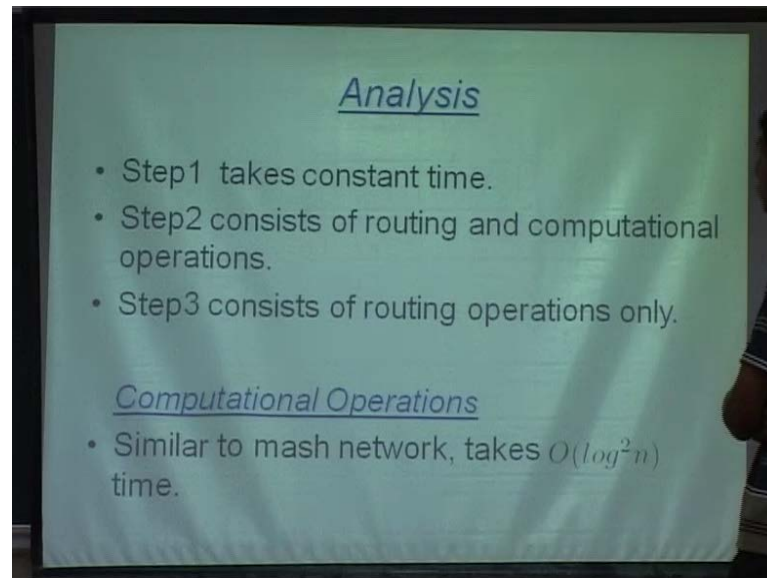 Analysis
• Step1 takes constant time.
• Step2 consists of routing and computational
operations.
• Step3 consists of routing operations only.
Computational Operations
• Similar to mash network, takes O(log²n)
time.